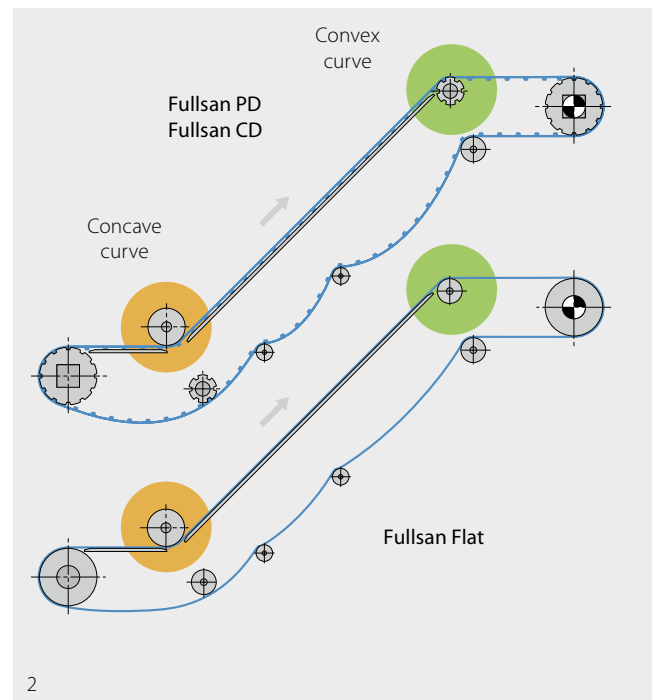 Convex
curve
Fullsan PD
Fullsan CD
Concave
curve
Fullsan Flat
2